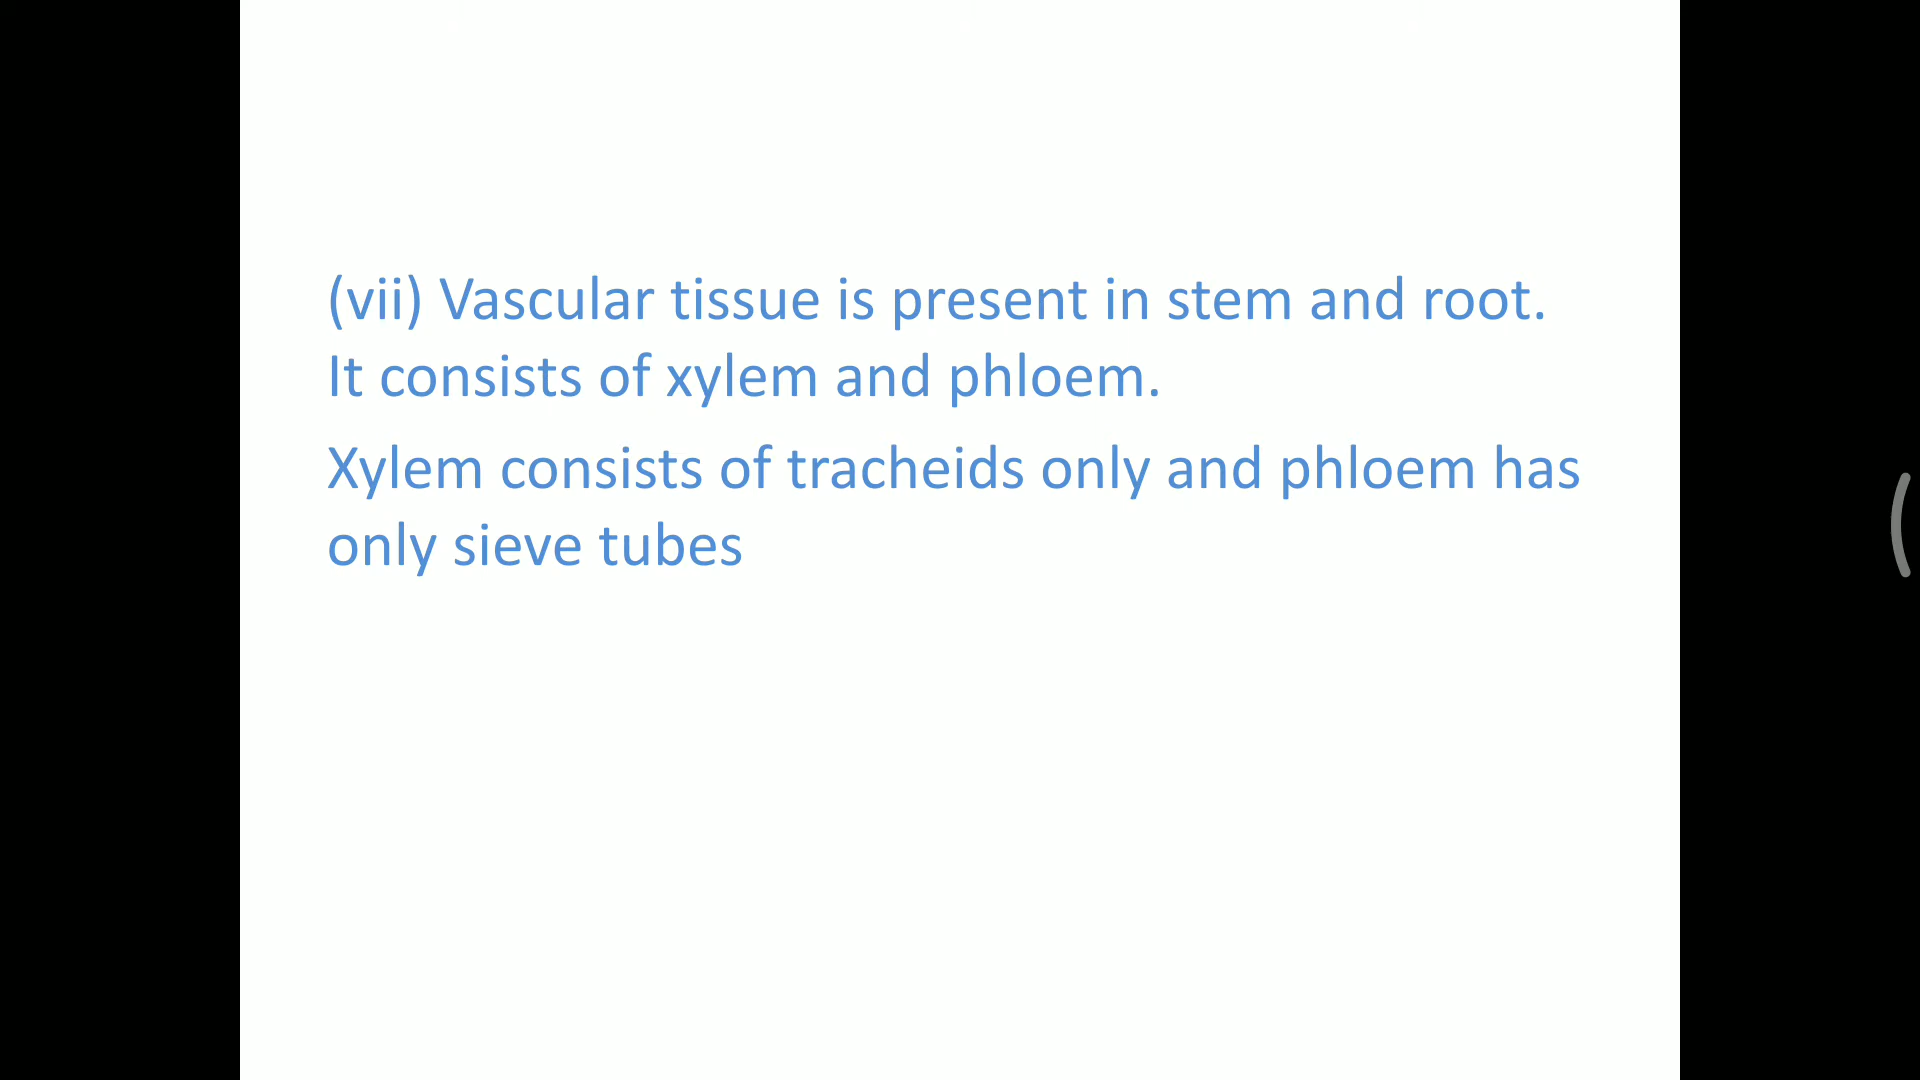 (vii) Vascular tissue is present in stem and root.
It consists of xylem and phloem.
Xylem consists of tracheids only and phloem has
only sieve tubes